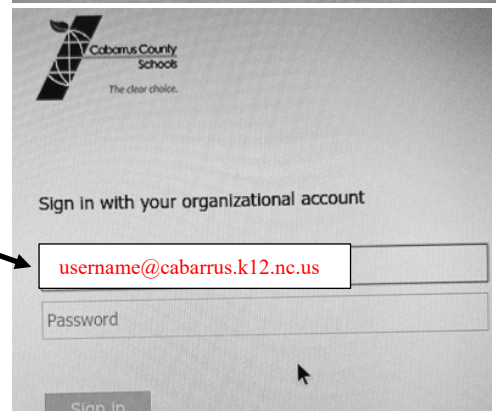 Cabarrus County
Schools
The clear choice.
Sign in with your organizational account
username@cabarrus.k12.nc.us
Password
Sign in